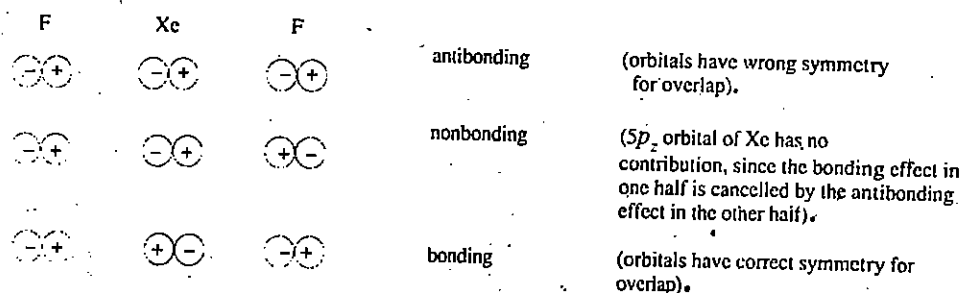 F Xe F
(-)(+) (-)(+) (-)(+) antibonding (orbitals have wrong symmetry
for overlap).
(-)(+) (-)(+) (+)(-) nonbonding (5p_z orbital of Xe has no
contribution, since the bonding effect in
one half is cancelled by the antibonding
effect in the other half).
(-)(+) (+)(-) (-)(+) bonding (orbitals have correct symmetry for
overlap).